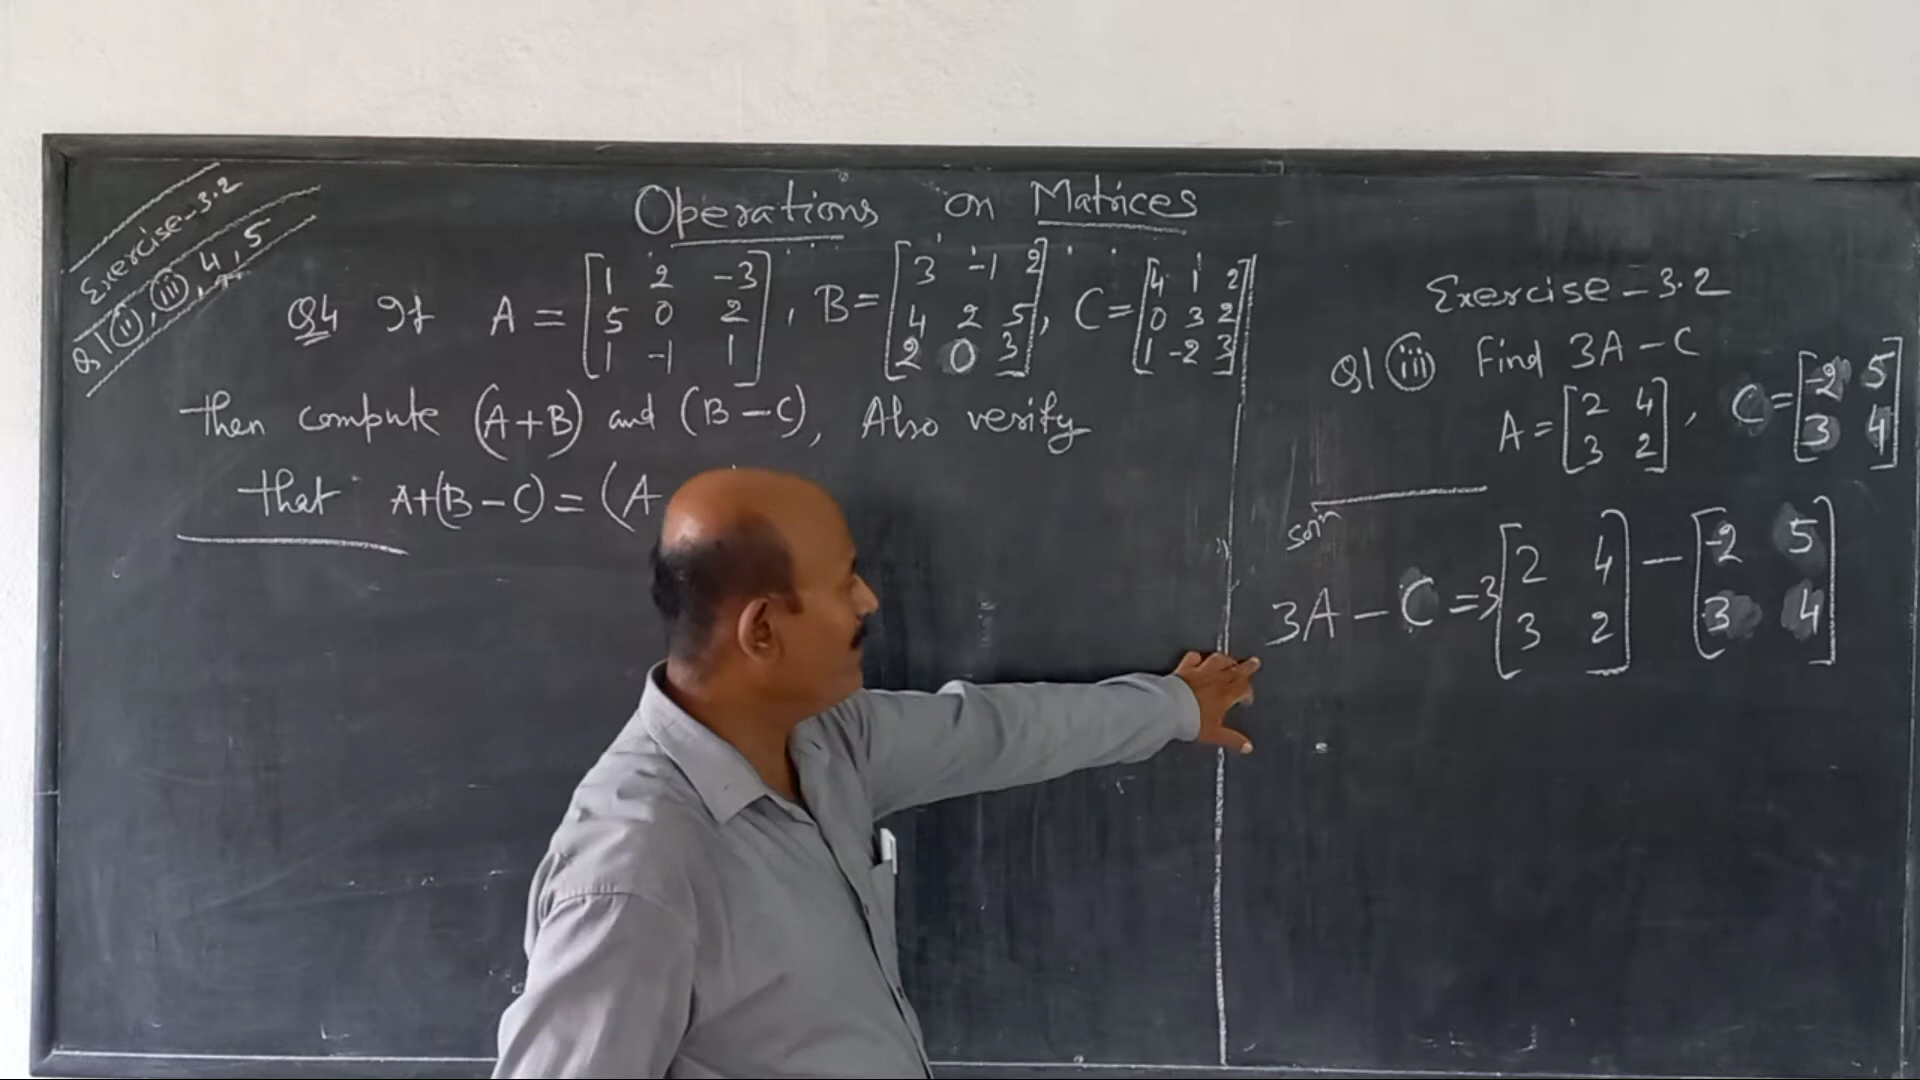 Exercise-3.2
Q1 (ii), (iii), 4, 5
Operations on Matrices
Q4 If A = [1 2 -3], B = [3 -1 2], C = [4 1 2]
5 0 2 4 2 5 0 3 2
1 -1 1 2 0 3 1 -2 3
then compute (A+B) and (B-C), Also verify
that A+(B-C) = (A
Exercise-3.2
Q1 (iii) Find 3A-C
A = [2 4], C = [-2 5]
3 2 3 4
soln
3A-C = 3[2 4] - [-2 5]
3 2 3 4